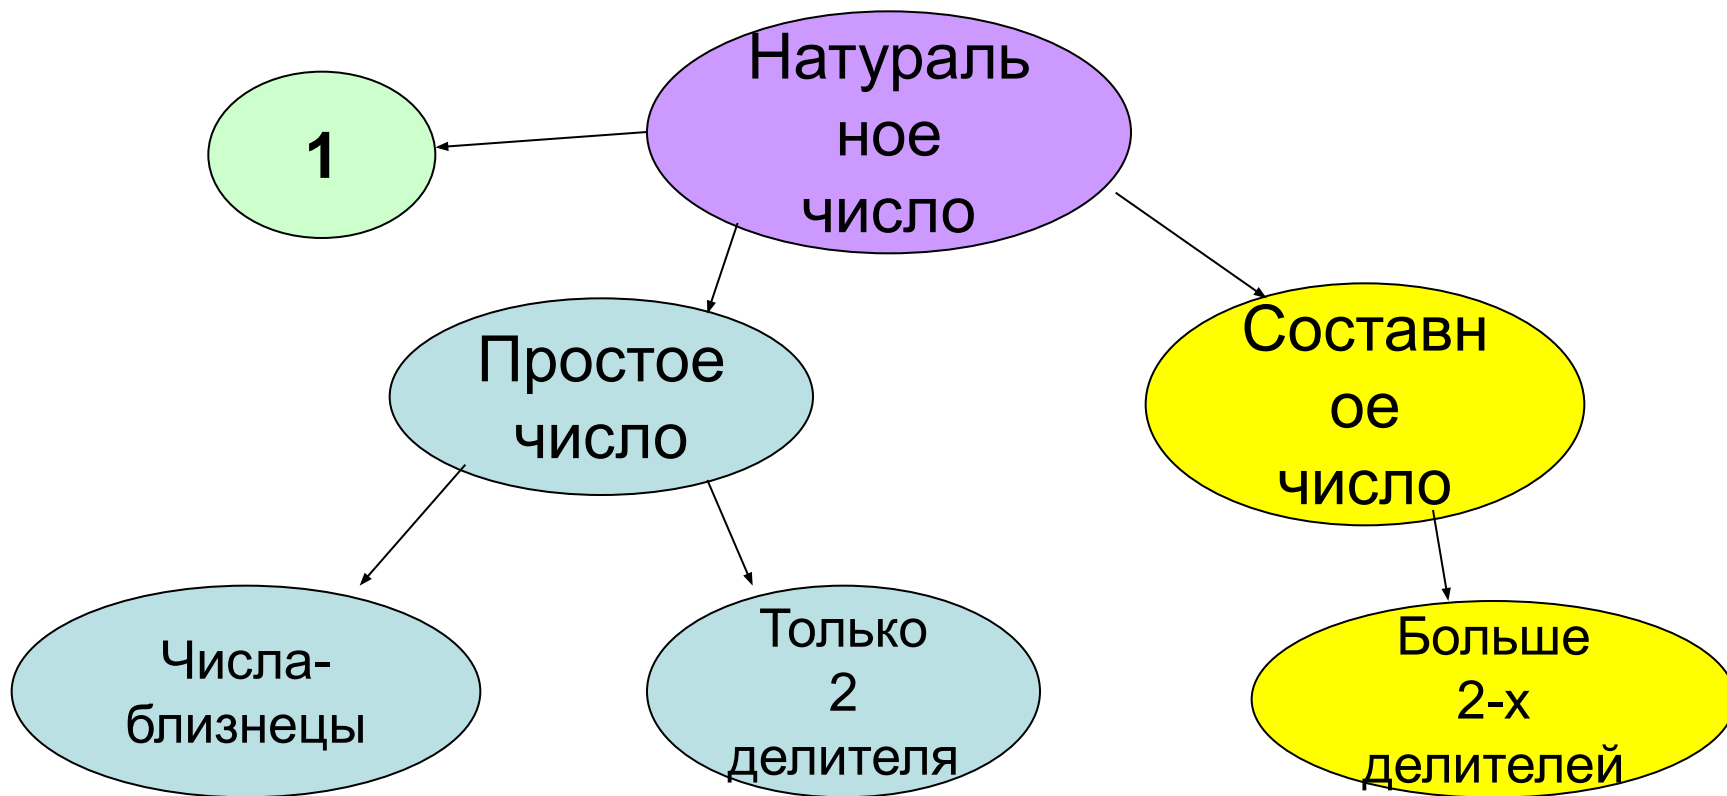 Натураль
ное
число
1
Простое
число
Составн
ое
число
Числа-
близнецы
Только
2
делителя
Больше
2-х
делителей